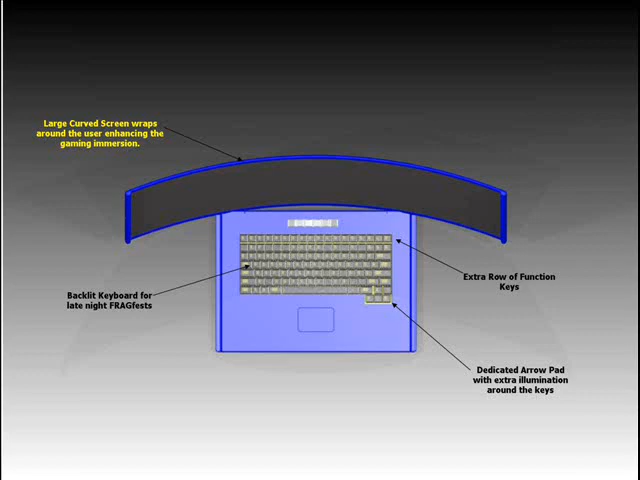 Large Curved Screen wraps
around the user enhancing the
gaming immersion.
Extra Row of Function
Keys
Backlit Keyboard for
late night FRAGfests
Dedicated Arrow Pad
with extra illumination
around the keys